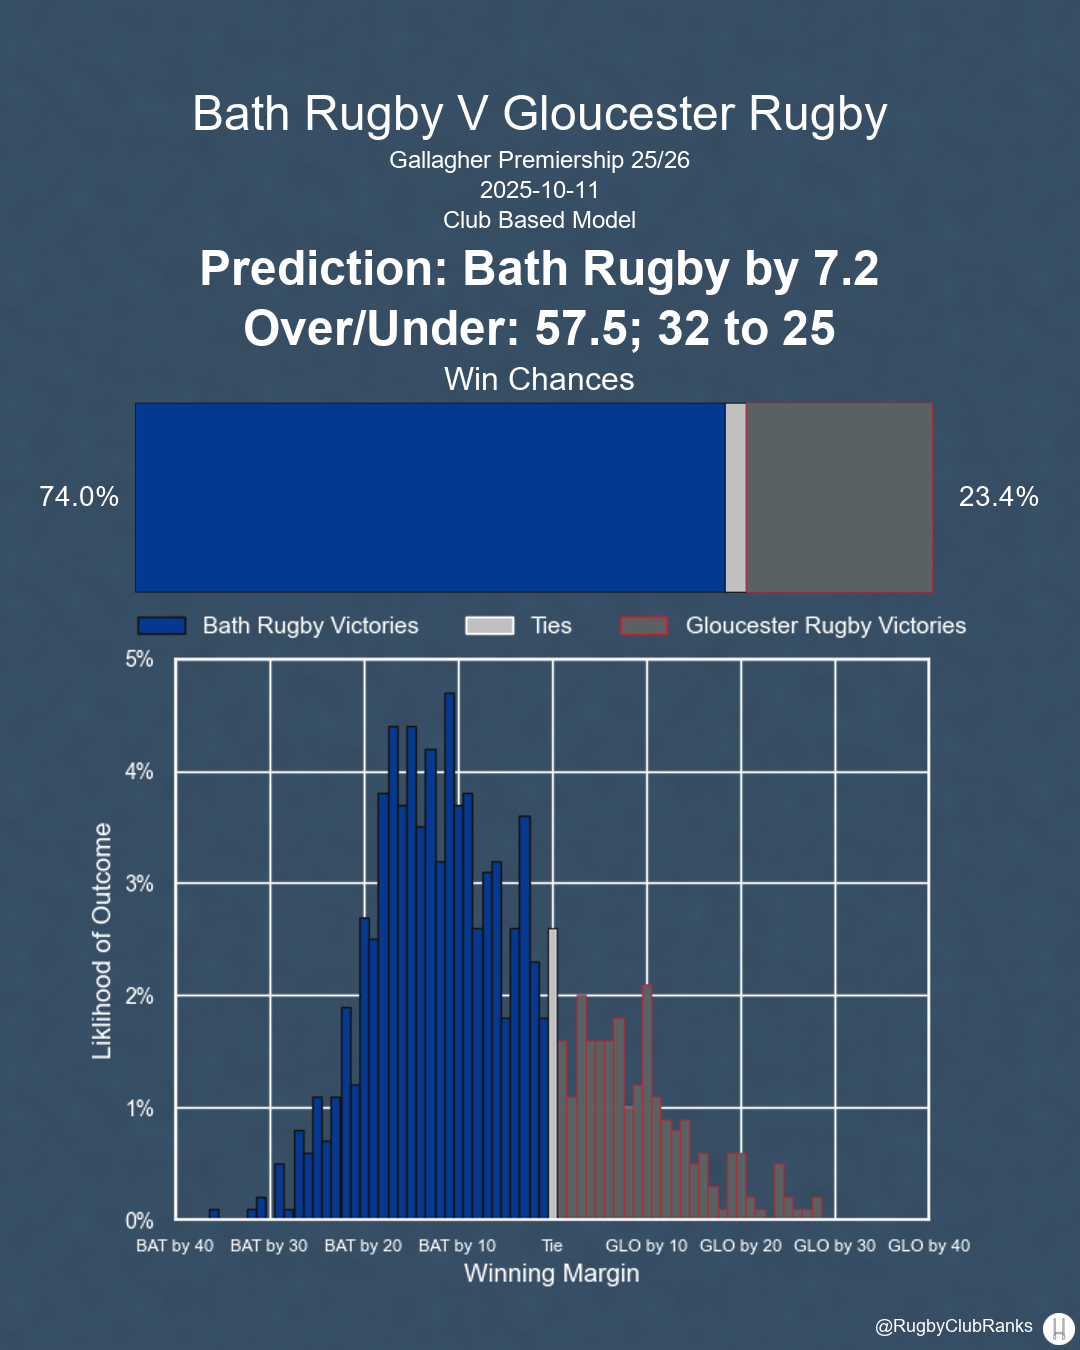 Bath Rugby V Gloucester Rugby
Gallagher Premiership 25/26
2025-10-11
Club Based Model
Prediction: Bath Rugby by 7.2
Over/Under: 57.5; 32 to 25
Win Chances
74.0%
23.4%
Bath Rugby Victories
Ties
Gloucester Rugby Victories
5%
4%
3%
2%
1%
0%
Liklihood of Outcome
BAT by 40 BAT by 30 BAT by 20 BAT by 10 Tie GLO by 10 GLO by 20 GLO by 30 GLO by 40
Winning Margin
@RugbyClubRanks